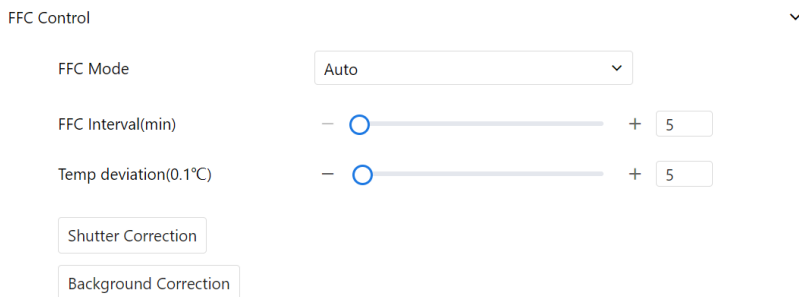 FFC Control
FFC Mode
Auto
FFC Interval(min)
− + 5
Temp deviation(0.1℃)
− + 5
Shutter Correction
Background Correction